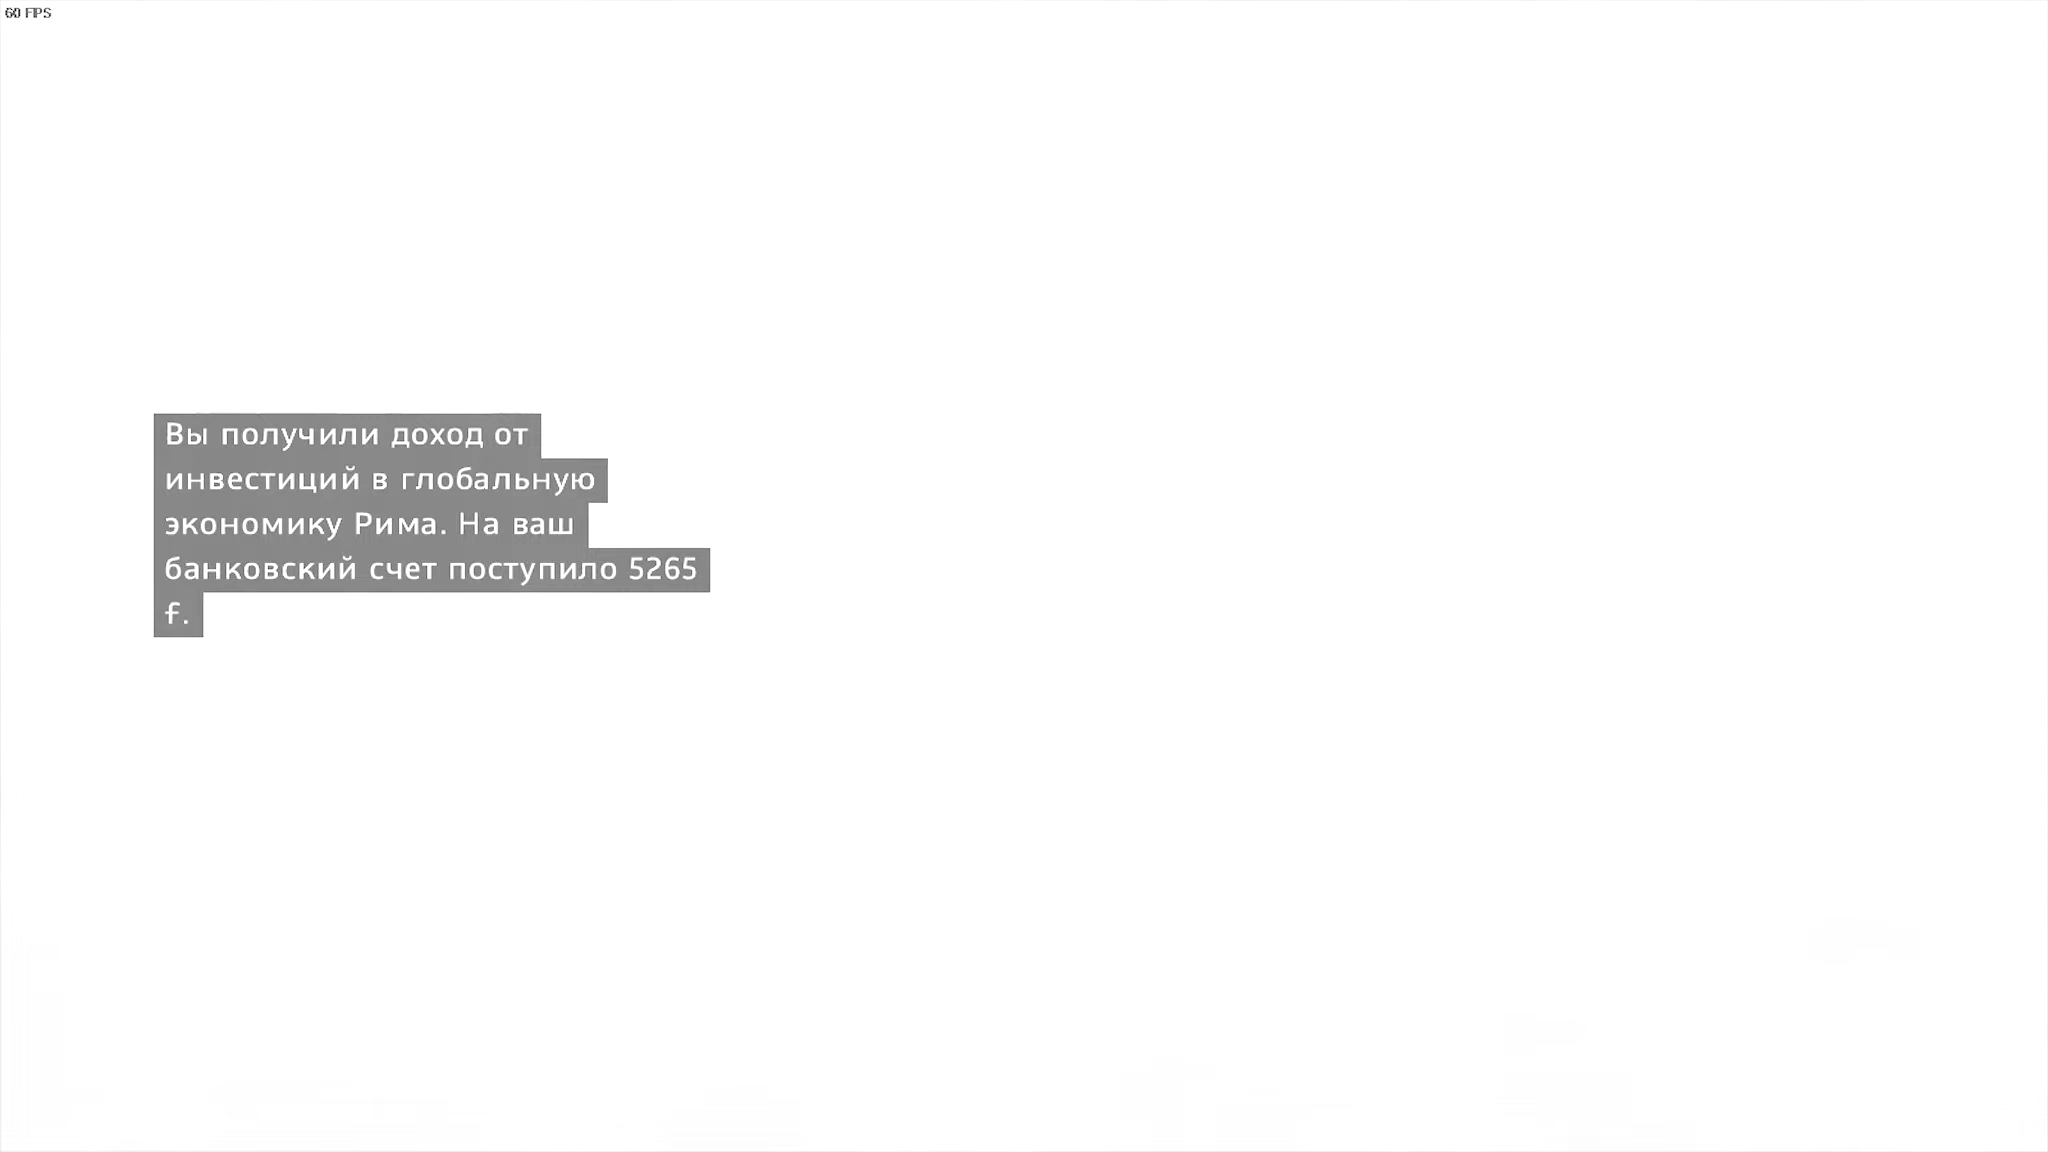 60 FPS
Вы получили доход от
инвестиций в глобальную
экономику Рима. На ваш
банковский счет поступило 5265
ƒ.